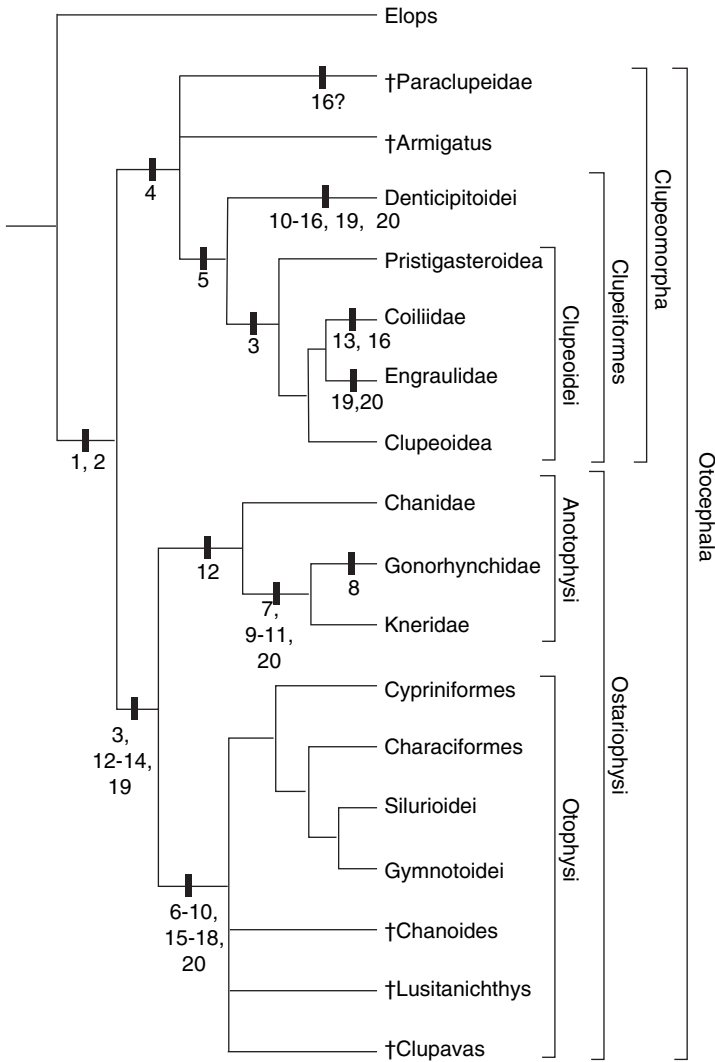 Elops
†Paraclupeidae
16?
†Armigatus
4
Denticipitoidei
10-16, 19, 20
5
Pristigasteroidea
3
Coiliidae
13, 16
Engraulidae
19,20
Clupeoidea
1, 2
Clupeoidei
Clupeiformes
Clupeomorpha
Otocephala
Chanidae
12
Gonorhynchidae
8
7,
9-11,
20
Kneridae
Anotophysi
Ostariophysi
3,
12-14,
19
Cypriniformes
Characiformes
Silurioidei
Gymnotoidei
Otophysi
6-10,
15-18,
20
†Chanoides
†Lusitanichthys
†Clupavas